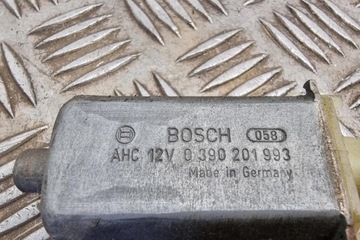 BOSCH 058
AHC 12V 0 390 201 993
Made in Germany